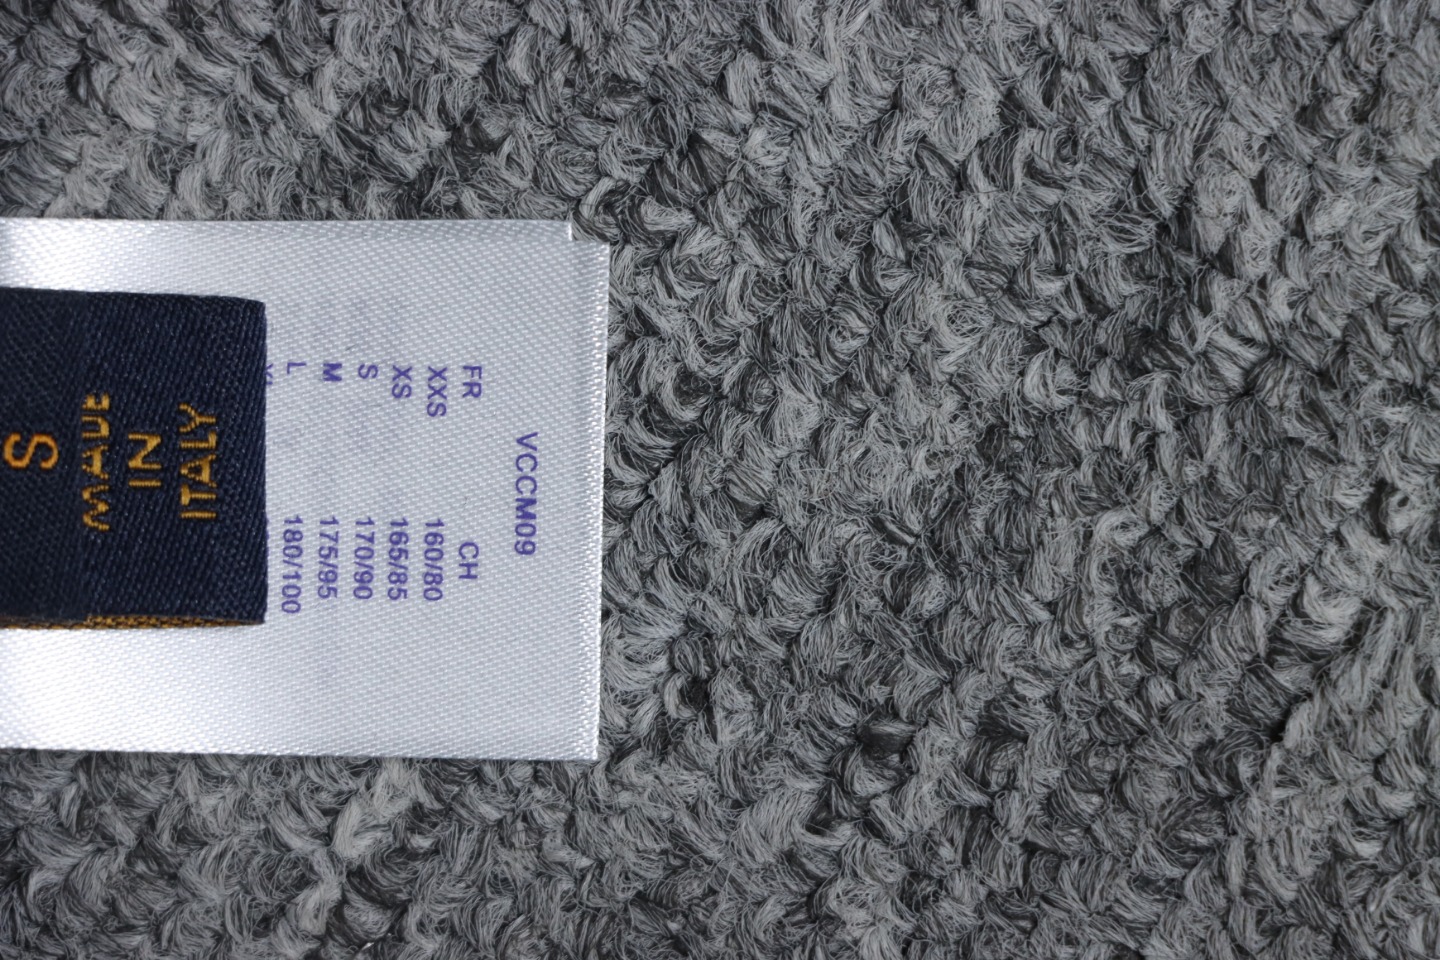 VCCM09
FR CH
XXS 160/80
XS 165/85
S 170/90
M 175/95
L 180/100
S
MADE
IN
ITALY